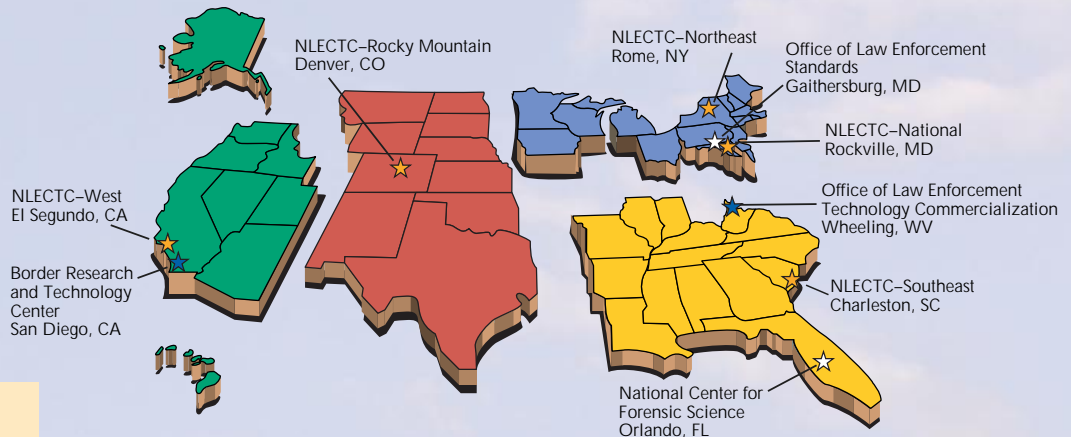 NLECTC–Rocky Mountain
Denver, CO
NLECTC–Northeast
Rome, NY
Office of Law Enforcement
Standards
Gaithersburg, MD
NLECTC–National
Rockville, MD
NLECTC–West
El Segundo, CA
Office of Law Enforcement
Technology Commercialization
Wheeling, WV
Border Research
and Technology
Center
San Diego, CA
NLECTC–Southeast
Charleston, SC
National Center for
Forensic Science
Orlando, FL